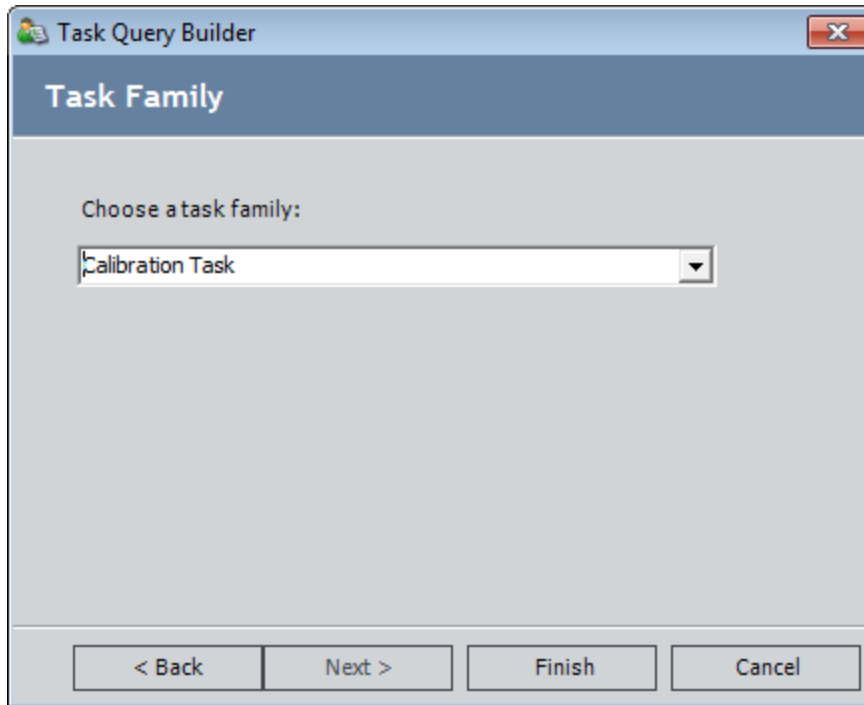 Task Query Builder
Task Family
Choose a task family:
Calibration Task
< Back Next > Finish Cancel